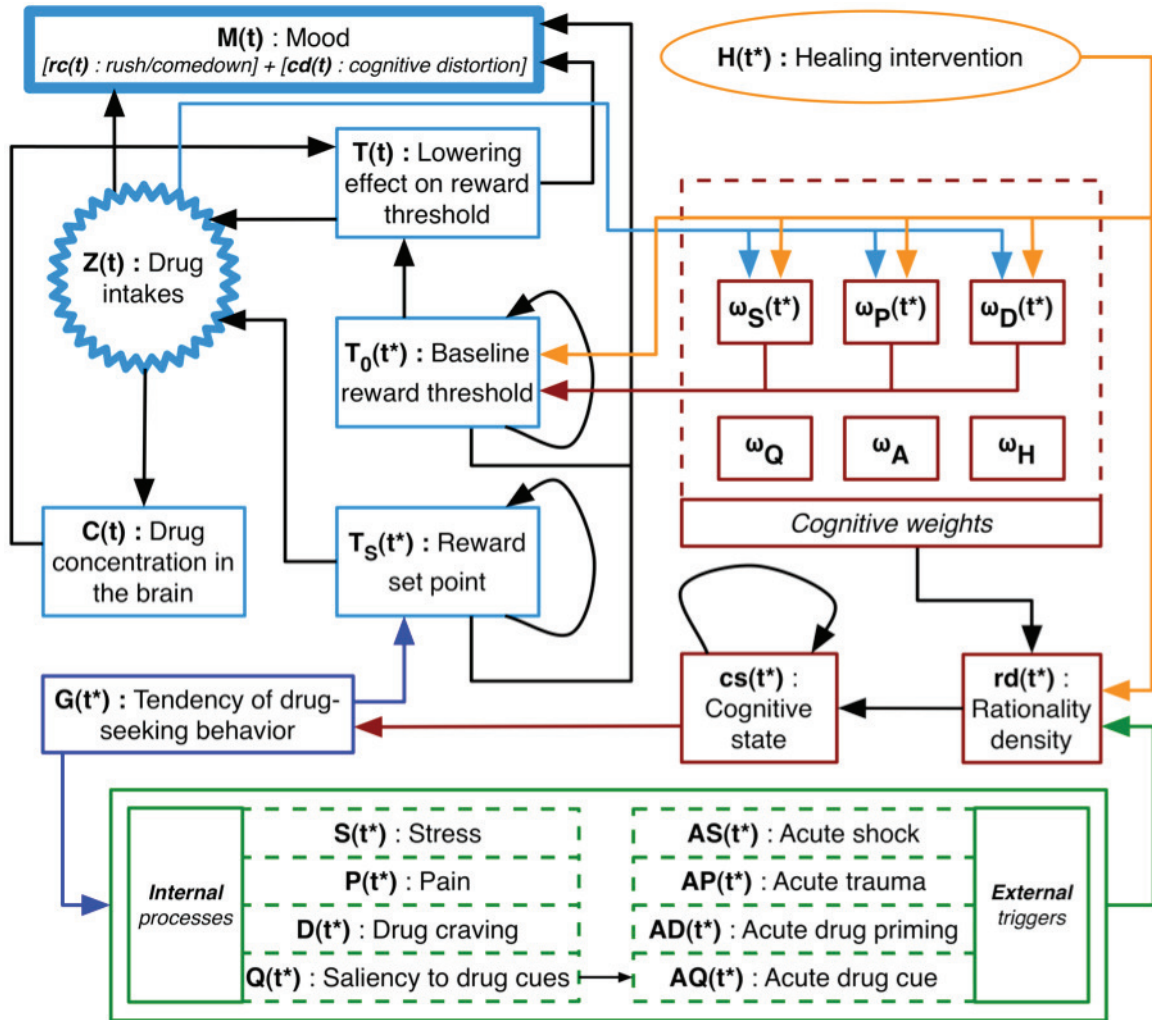 M(t) : Mood
[rc(t) : rush/comedown] + [cd(t) : cognitive distortion]
H(t*) : Healing intervention
T(t) : Lowering
effect on reward
threshold
Z(t) : Drug
intakes
T0(t*) : Baseline
reward threshold
ωS(t*)
ωP(t*)
ωD(t*)
ωQ
ωA
ωH
Cognitive weights
C(t) : Drug
concentration in
the brain
TS(t*) : Reward
set point
G(t*) : Tendency of drug-
seeking behavior
cs(t*) :
Cognitive
state
rd(t*) :
Rationality
density
Internal
processes
S(t*) : Stress
P(t*) : Pain
D(t*) : Drug craving
Q(t*) : Saliency to drug cues
AS(t*) : Acute shock
AP(t*) : Acute trauma
AD(t*) : Acute drug priming
AQ(t*) : Acute drug cue
External
triggers